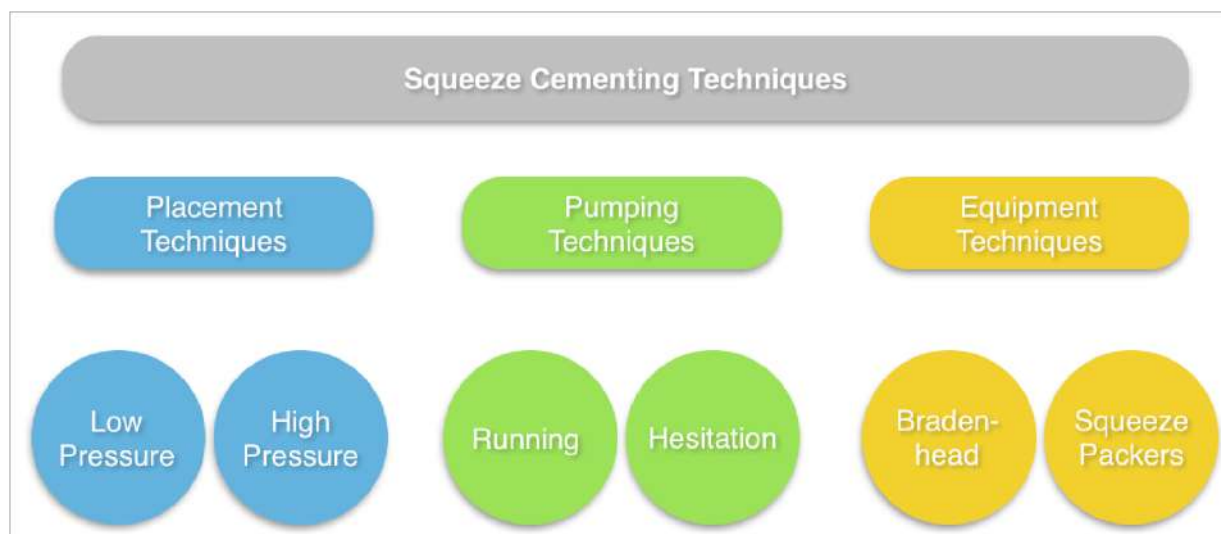 Squeeze Cementing Techniques
Placement
Techniques
Pumping
Techniques
Equipment
Techniques
Low
Pressure
High
Pressure
Running
Hesitation
Braden-
head
Squeeze
Packers